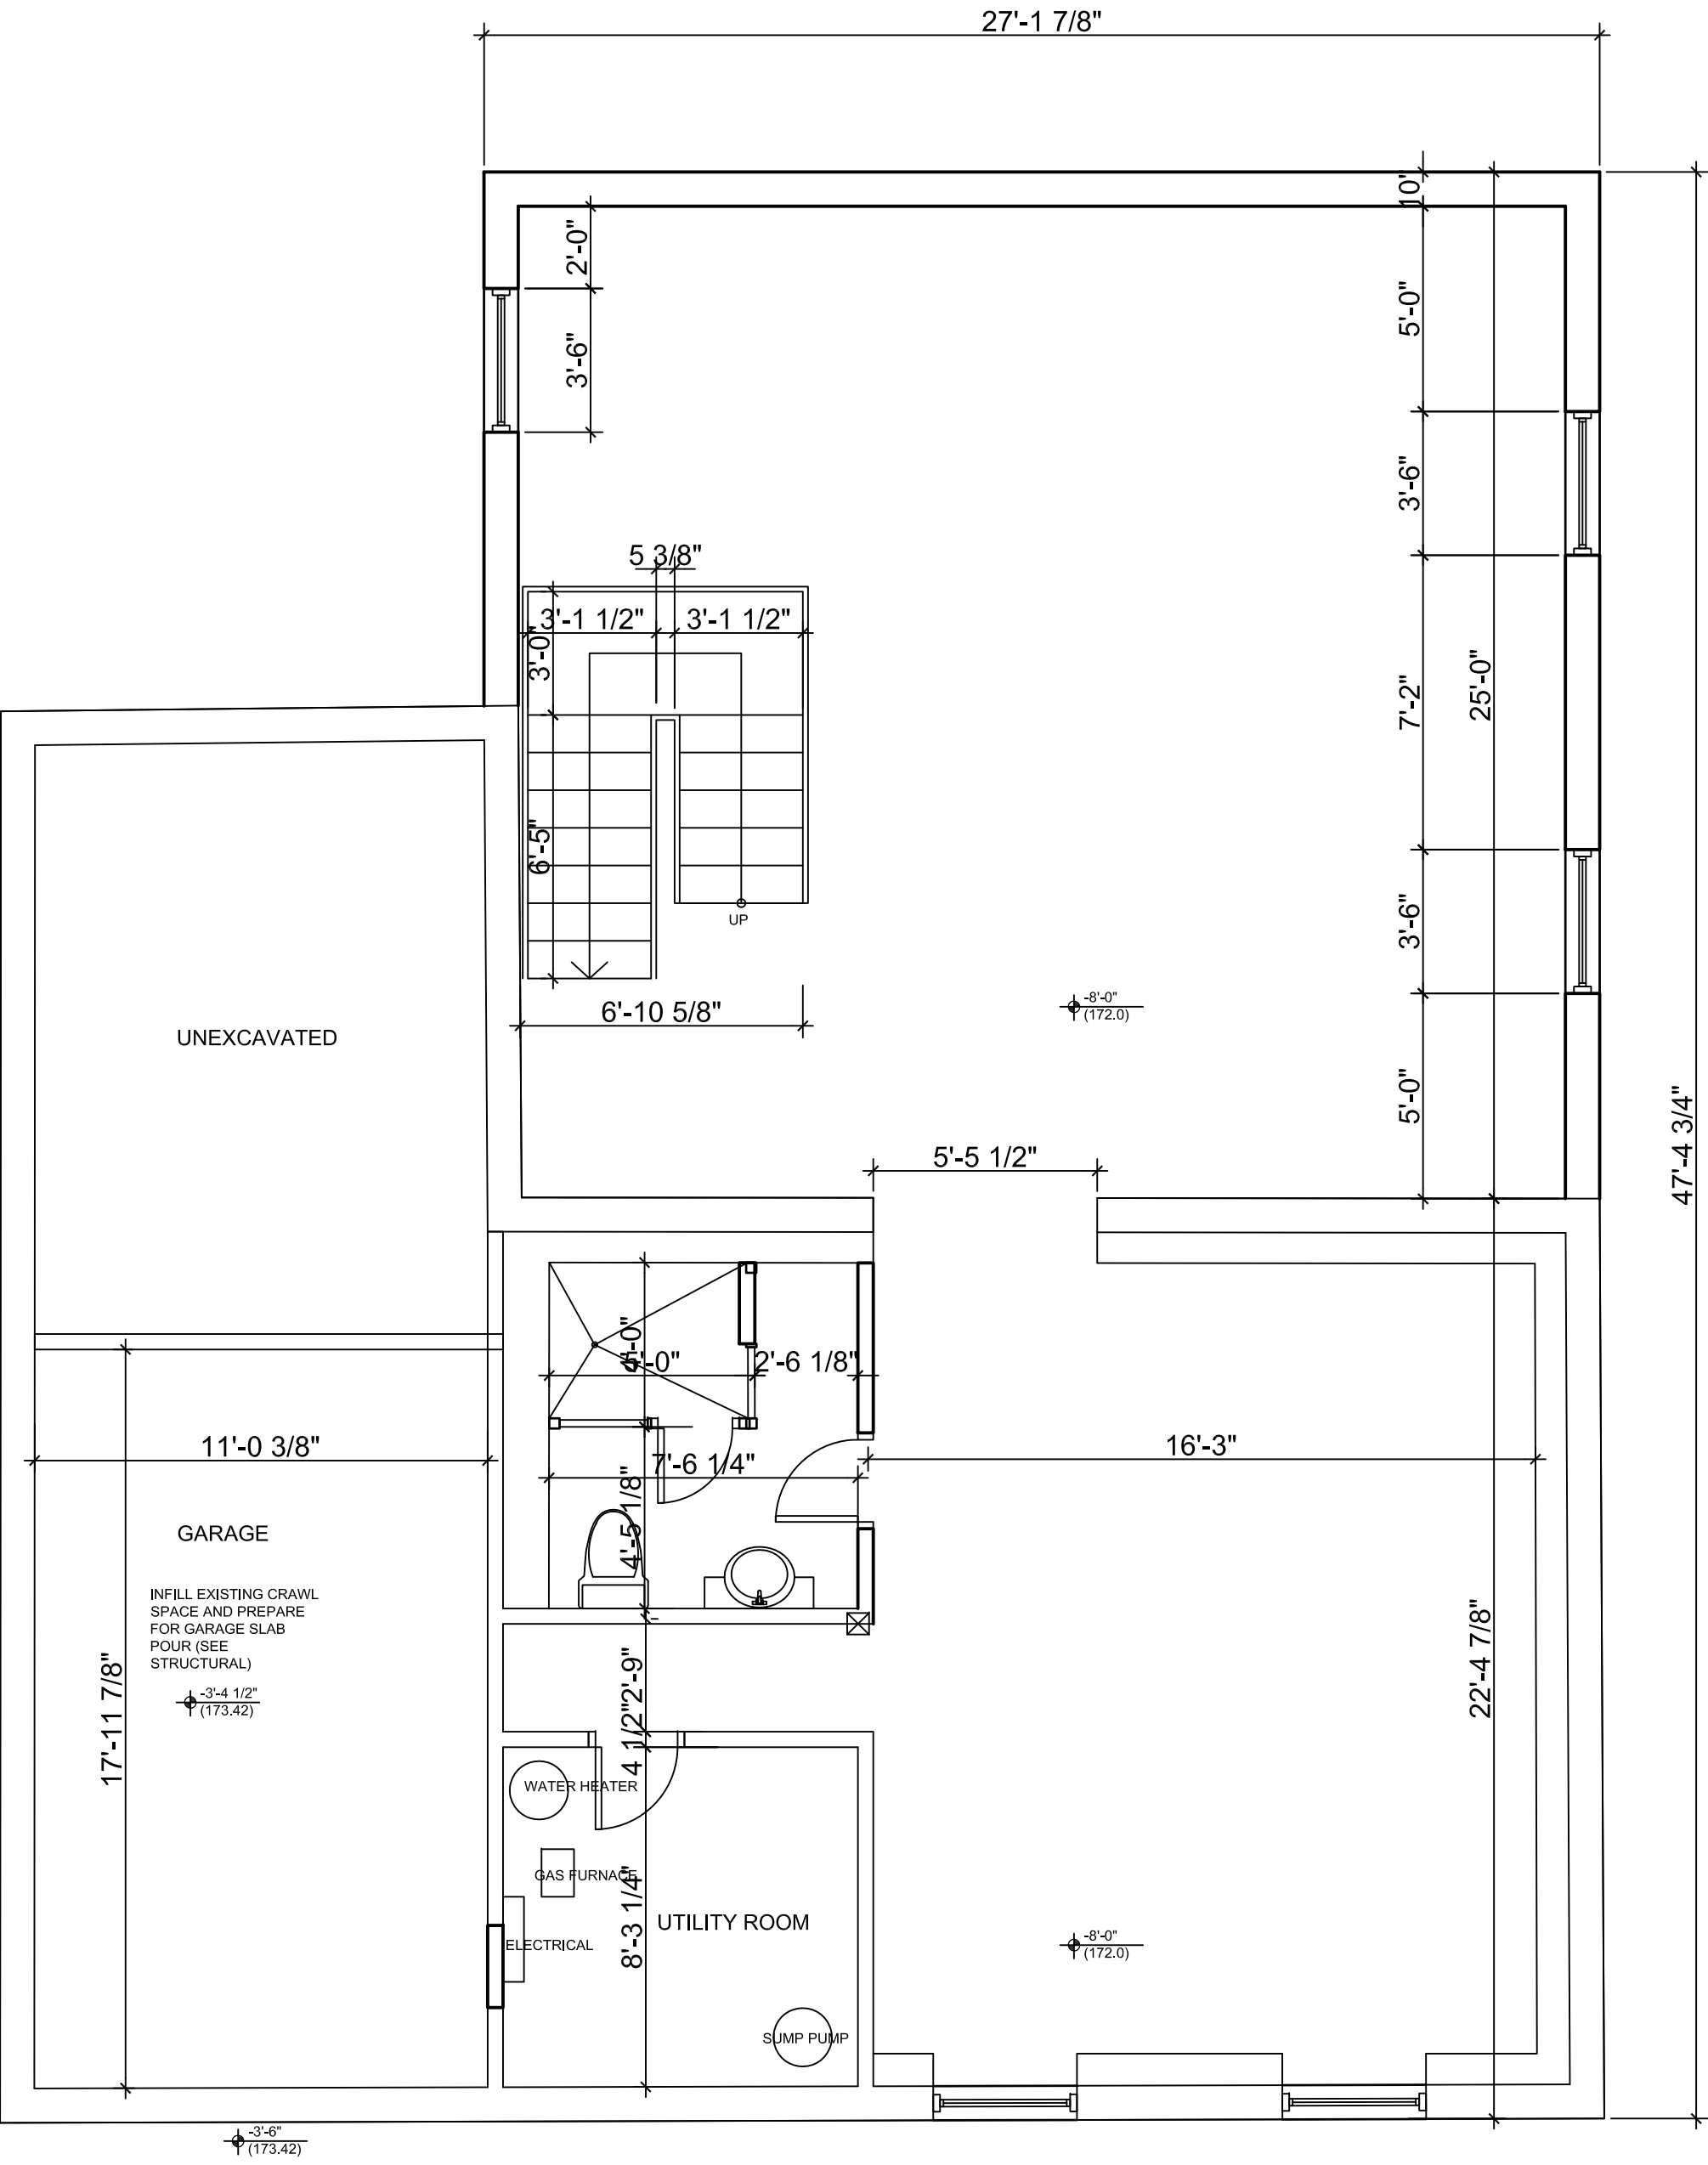 27'-1 7/8"
10"
2'-0"
5'-0"
3'-6"
3'-6"
5 3/8"
3'-1 1/2"
3'-1 1/2"
3'-0"
7'-2"
25'-0"
6'-5"
UP
3'-6"
-8'-0"
(172.0)
6'-10 5/8"
UNEXCAVATED
5'-0"
47'-4 3/4"
5'-5 1/2"
2'-6 1/8"
11'-0 3/8"
16'-3"
7'-6 1/4"
4'-5 1/8"
GARAGE
INFILL EXISTING CRAWL
SPACE AND PREPARE
FOR GARAGE SLAB
POUR (SEE
STRUCTURAL)
22'-4 7/8"
2'-9"
-3'-4 1/2"
(173.42)
17'-11 7/8"
4 1/2"
WATER HEATER
GAS FURNACE
8'-3 1/4"
UTILITY ROOM
ELECTRICAL
-8'-0"
(172.0)
SUMP PUMP
-3'-6"
(173.42)